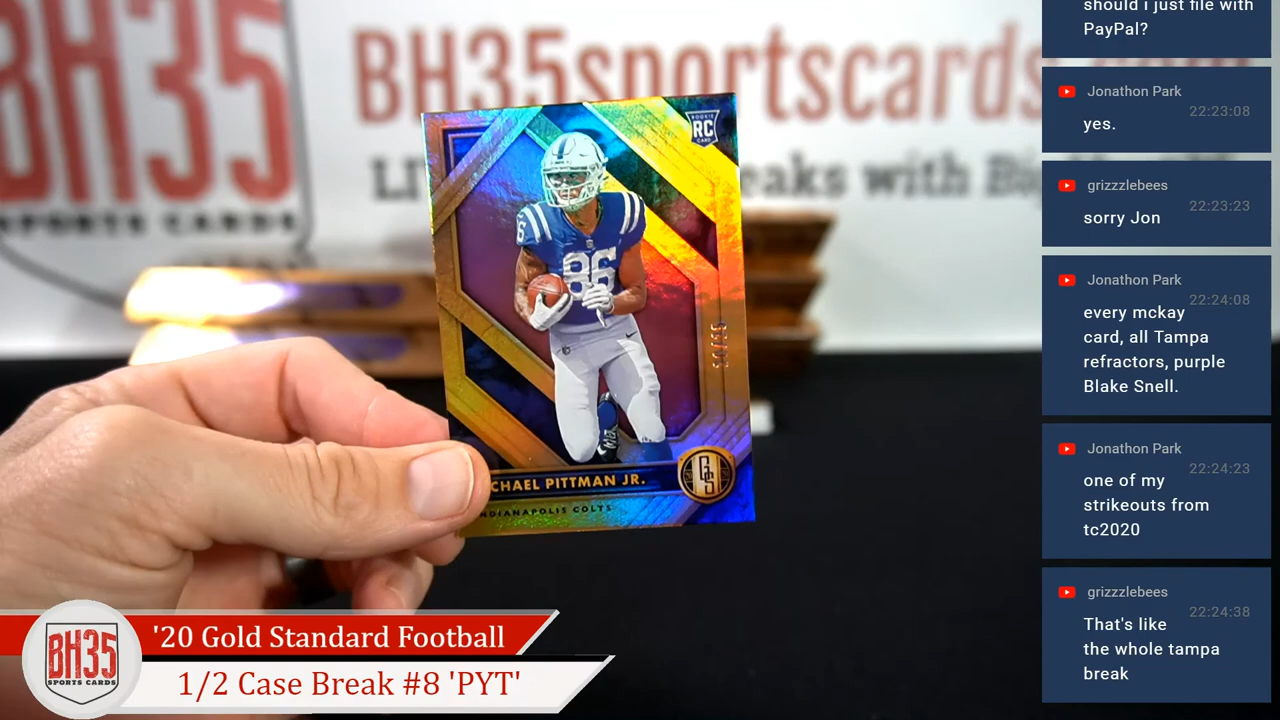 BH35
SPORTS CARDS
BH35sportscards
ROOKIE
RC
CARD
86
CHAEL PITTMAN JR.
INDIANAPOLIS COLTS
GS
'20 Gold Standard Football
1/2 Case Break #8 'PYT'
BH35
SPORTS CARDS
should i just file with
PayPal?
Jonathon Park
22:23:08
yes.
grizzzlebees
22:23:23
sorry Jon
Jonathon Park
22:24:08
every mckay
card, all Tampa
refractors, purple
Blake Snell.
Jonathon Park
22:24:23
one of my
strikeouts from
tc2020
grizzzlebees
22:24:38
That's like
the whole tampa
break